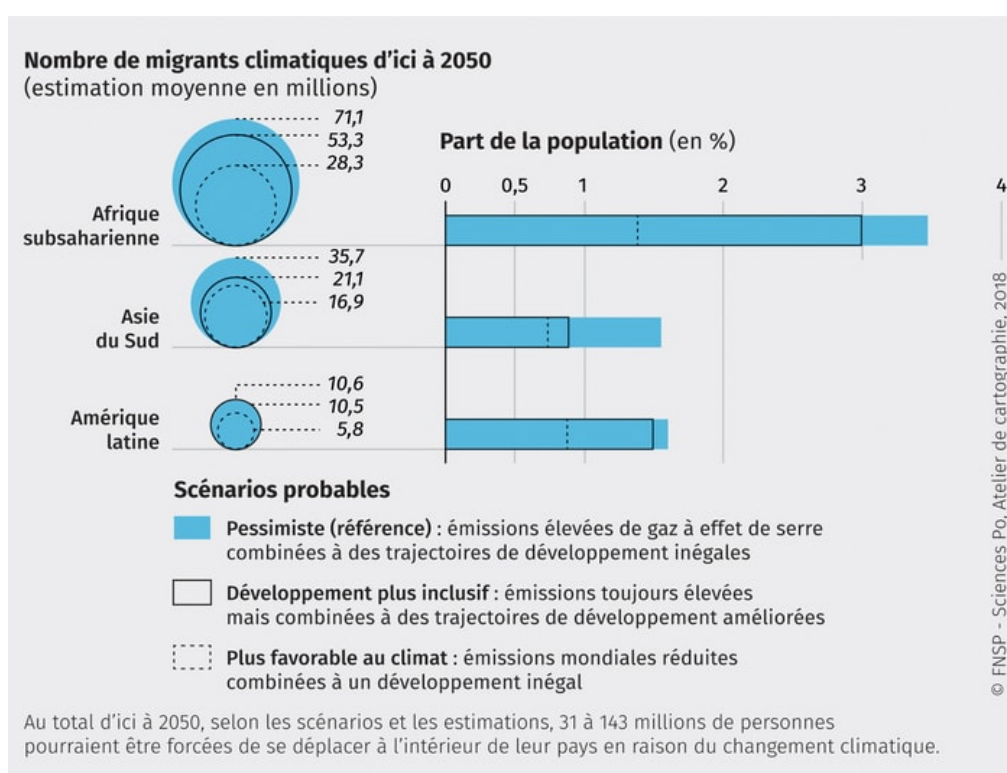 Nombre de migrants climatiques d’ici à 2050
(estimation moyenne en millions)
71,1
53,3
28,3
Afrique
subsaharienne
35,7
21,1
16,9
Asie
du Sud
10,6
10,5
5,8
Amérique
latine
Part de la population (en %)
0 0,5 1 2 3 4
Scénarios probables
Pessimiste (référence) : émissions élevées de gaz à effet de serre
combinées à des trajectoires de développement inégales
Développement plus inclusif : émissions toujours élevées
mais combinées à des trajectoires de développement améliorées
Plus favorable au climat : émissions mondiales réduites
combinées à un développement inégal
Au total d’ici à 2050, selon les scénarios et les estimations, 31 à 143 millions de personnes
pourraient être forcées de se déplacer à l’intérieur de leur pays en raison du changement climatique.
© FNSP - Sciences Po, Atelier de cartographie, 2018